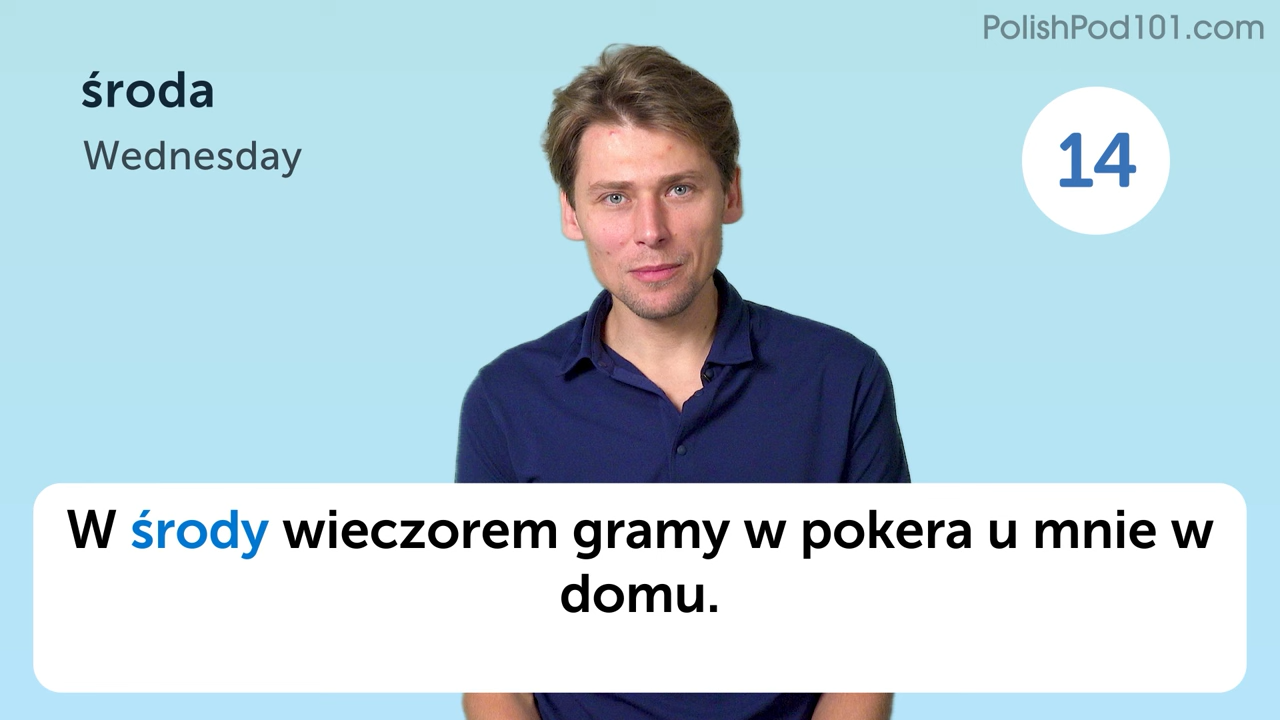 PolishPod101.com
środa
Wednesday
14
W środy wieczorem gramy w pokera u mnie w
domu.